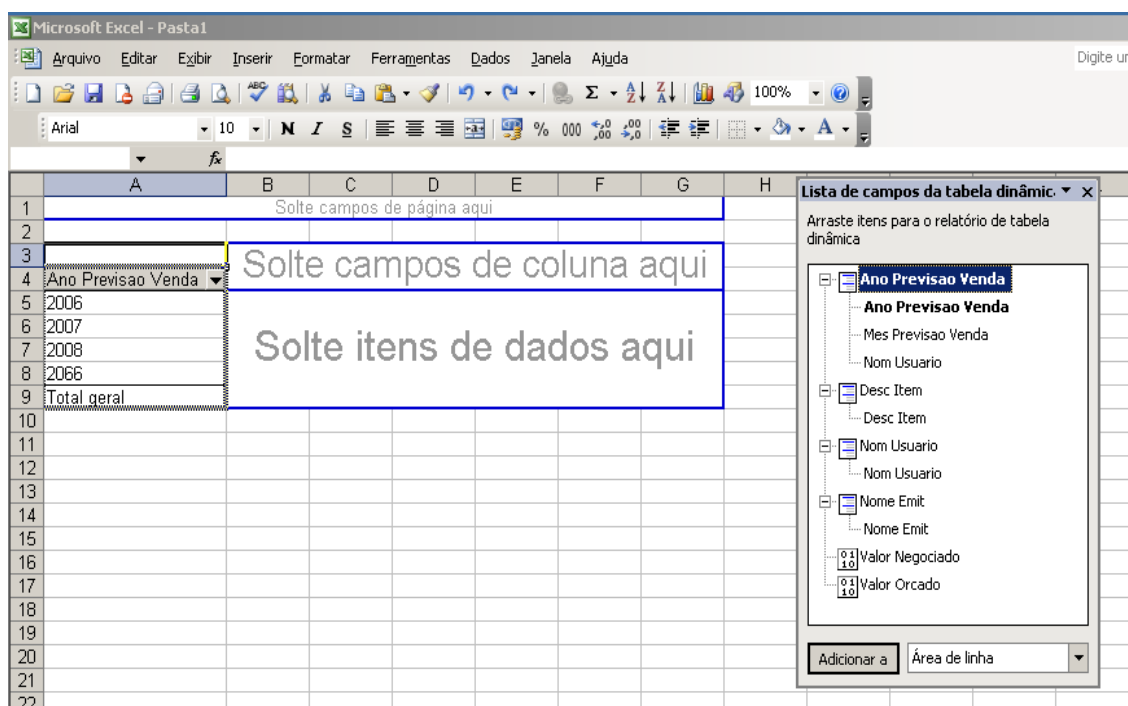 Microsoft Excel - Pasta1
Arquivo Editar Exibir Inserir Formatar Ferramentas Dados Janela Ajuda Digite
100%
Arial 10 N I S % 000
fx
A B C D E F G H
1 Solte campos de página aqui
2
3 Solte campos de coluna aqui
4 Ano Previsao Venda
5 2006
6 2007
7 2008
8 2066
9 Total geral
Solte itens de dados aqui
10
11
12
13
14
15
16
17
18
19
20
21
22
Lista de campos da tabela dinâmic.
Arraste itens para o relatório de tabela
dinâmica
Ano Previsao Venda
Ano Previsao Venda
Mes Previsao Venda
Nom Usuario
Desc Item
Desc Item
Nom Usuario
Nom Usuario
Nome Emit
Nome Emit
Valor Negociado
Valor Orcado
Adicionar a Área de linha